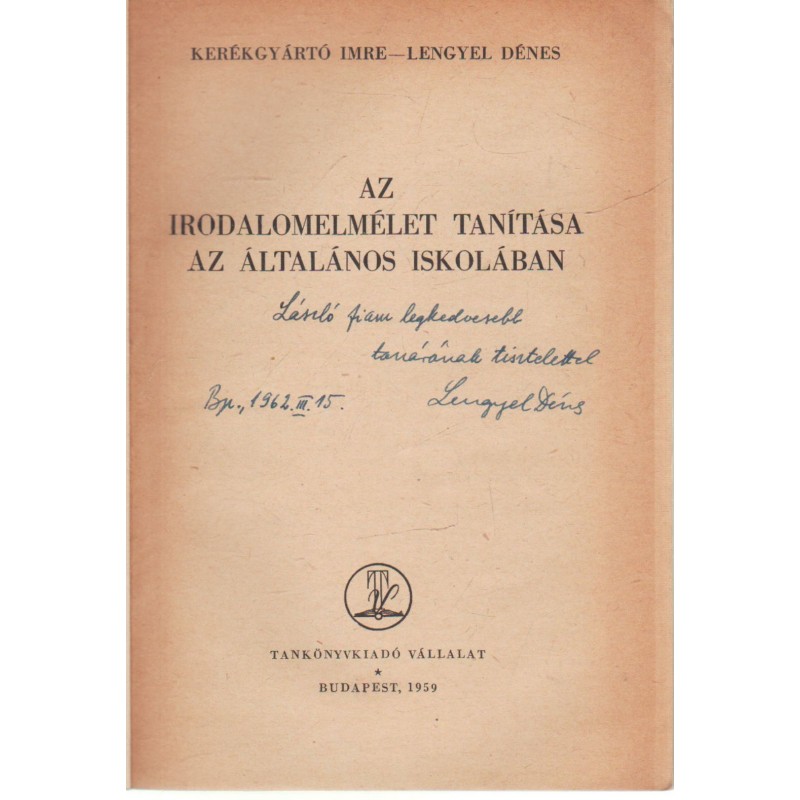 KERÉKGYÁRTÓ IMRE—LENGYEL DÉNES
AZ
IRODALOMELMÉLET TANÍTÁSA
AZ ÁLTALÁNOS ISKOLÁBAN
László fiam legkedvesebb
tanárának tisztelettel
Bp., 1962. III. 15.
Lengyel Dénes
TV
TANKÖNYVKIADÓ VÁLLALAT
*
BUDAPEST, 1959